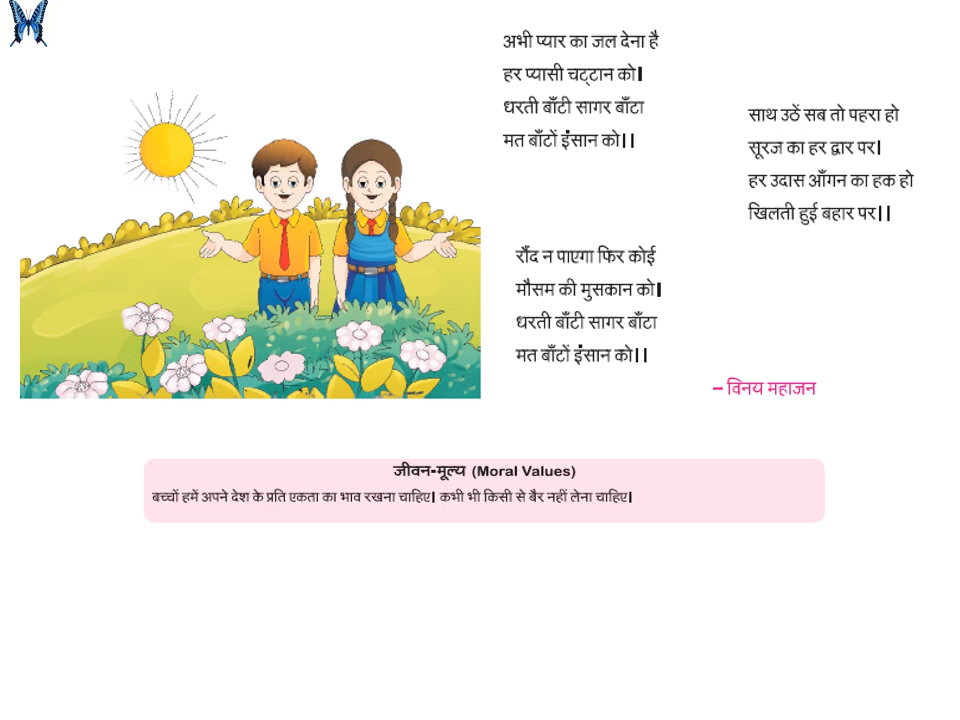 अभी प्यार का जल देना है
हर प्यासी चट्टान को।
धरती बाँटी सागर बाँटा
मत बाँटों इंसान को।।
साथ उठें सब तो पहरा हो
सूरज का हर द्वार पर।
हर उदास आँगन का हक हो
खिलती हुई बहार पर।।
रौंद न पाएगा फिर कोई
मौसम की मुसकान को।
धरती बाँटी सागर बाँटा
मत बाँटों इंसान को।।
– विनय महाजन
जीवन-मूल्य (Moral Values)
बच्चों हमें अपने देश के प्रति एकता का भाव रखना चाहिए। कभी भी किसी से बैर नहीं लेना चाहिए।